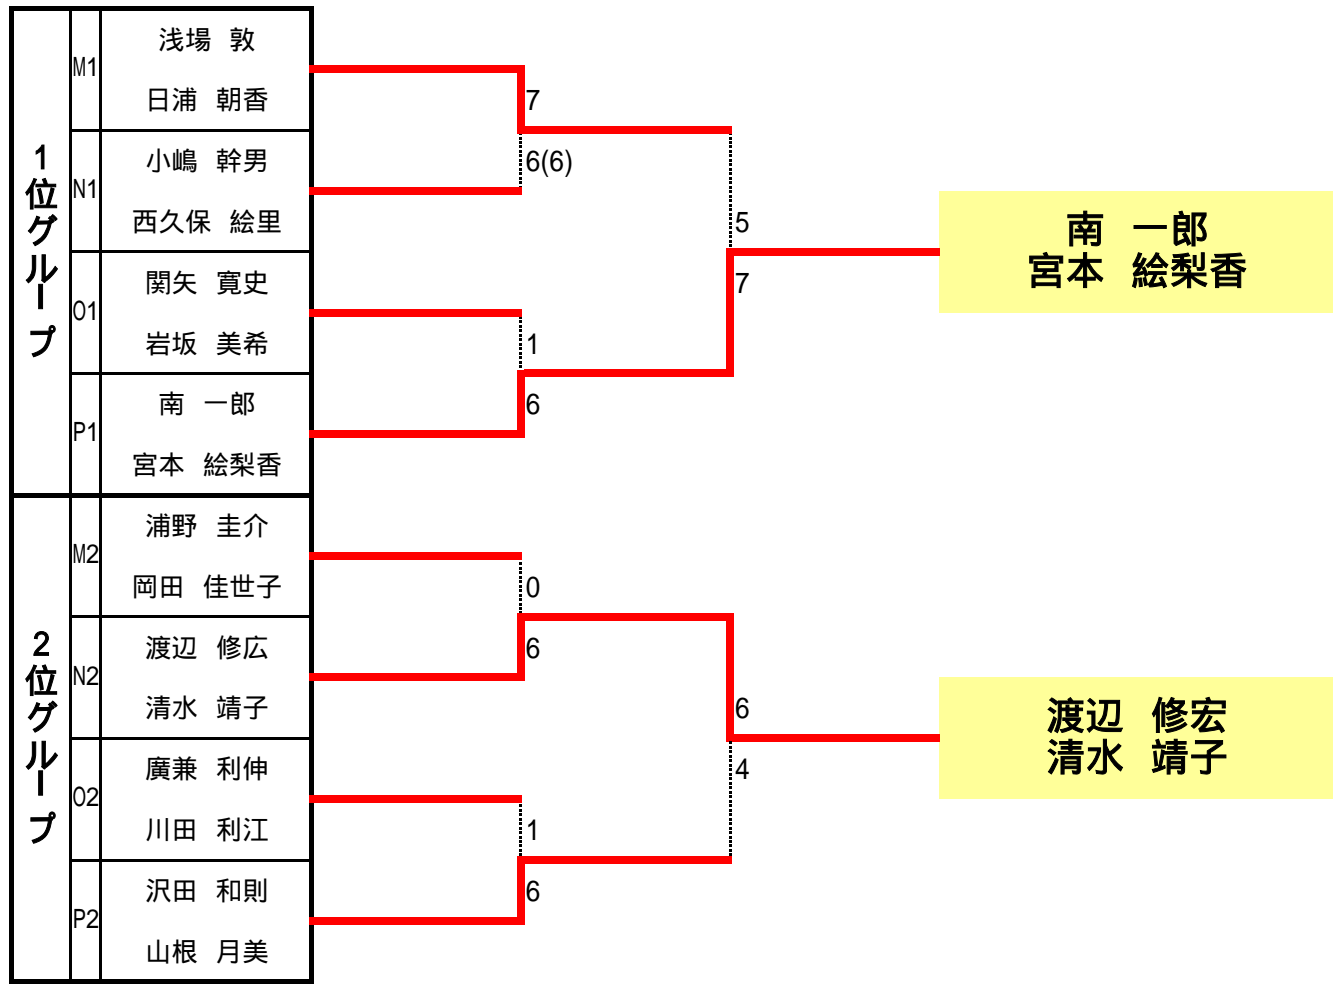 1位グループ
M1
浅場 敦
日浦 朝香
7
N1
小嶋 幹男
西久保 絵里
6(6)
5
O1
関矢 寛史
岩坂 美希
1
7
P1
南 一郎
宮本 絵梨香
6
南 一郎
宮本 絵梨香
2位グループ
M2
浦野 圭介
岡田 佳世子
0
N2
渡辺 修広
清水 靖子
6
6
O2
廣兼 利伸
川田 利江
1
4
P2
沢田 和則
山根 月美
6
渡辺 修宏
清水 靖子